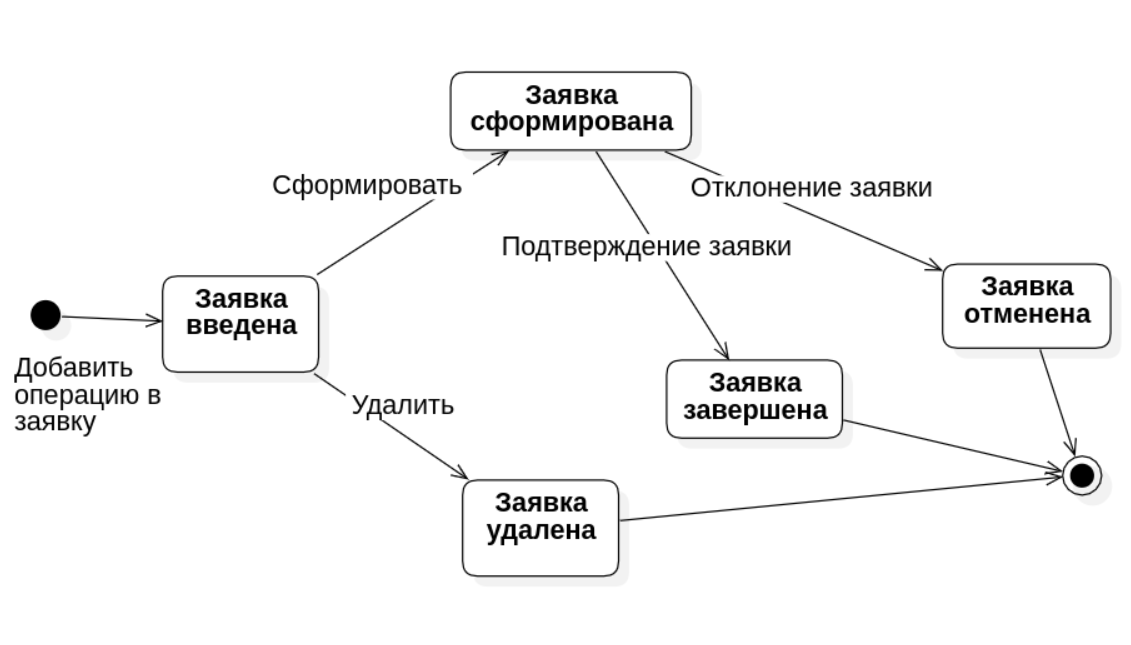 Заявка
сформирована
Сформировать
Отклонение заявки
Подтверждение заявки
Заявка
введена
Заявка
отменена
Добавить
операцию в
заявку
Удалить
Заявка
завершена
Заявка
удалена